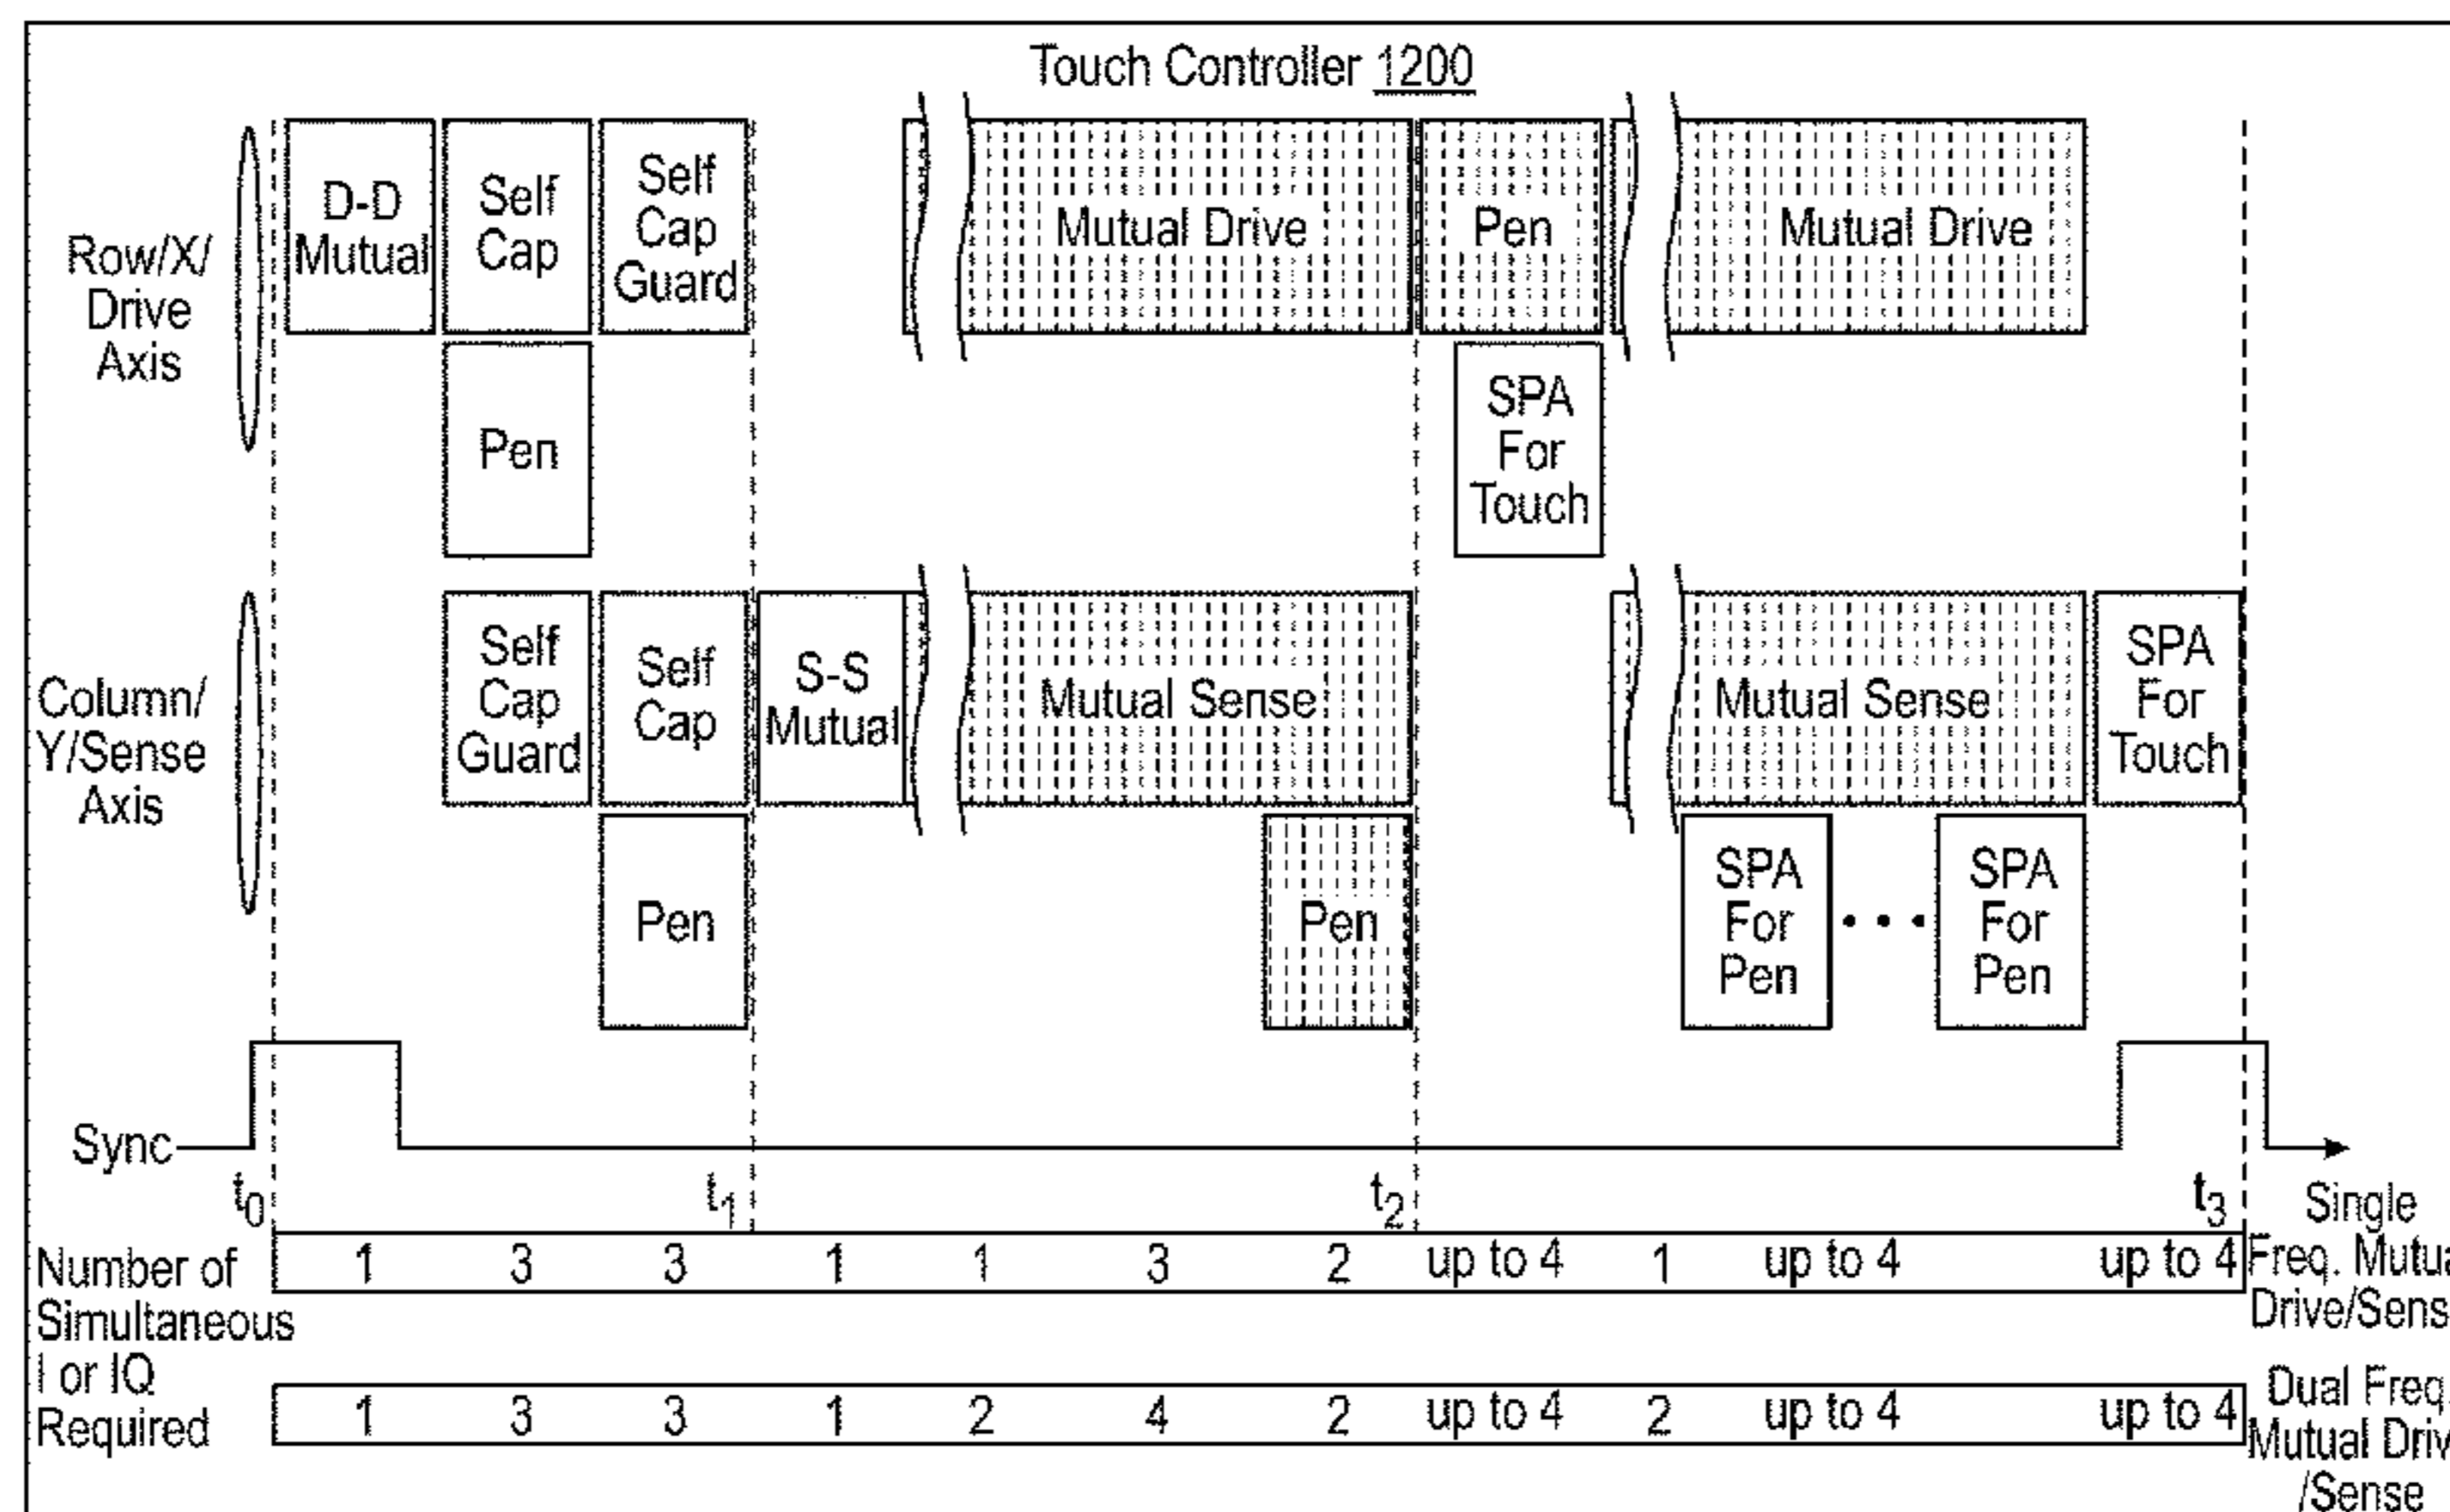 Touch Controller 1200
Row/X/
Drive
Axis
D-D
Mutual
Self
Cap
Self
Cap
Guard
Mutual Drive
Pen
Mutual Drive
Pen
SPA
For
Touch
Column/
Y/Sense
Axis
Self
Cap
Guard
Self
Cap
S-S
Mutual
Mutual Sense
Mutual Sense
SPA
For
Touch
Pen
Pen
SPA
For
Pen
• • •
SPA
For
Pen
Sync
t0 t1 t2 t3
Number of
Simultaneous
I or IQ
Required
1 3 3 1 1 3 2 up to 4 1 up to 4 up to 4
Single
Freq. Mutua
Drive/Sens
1 3 3 1 2 4 2 up to 4 2 up to 4 up to 4
Dual Freq.
Mutual Driv
/Sense